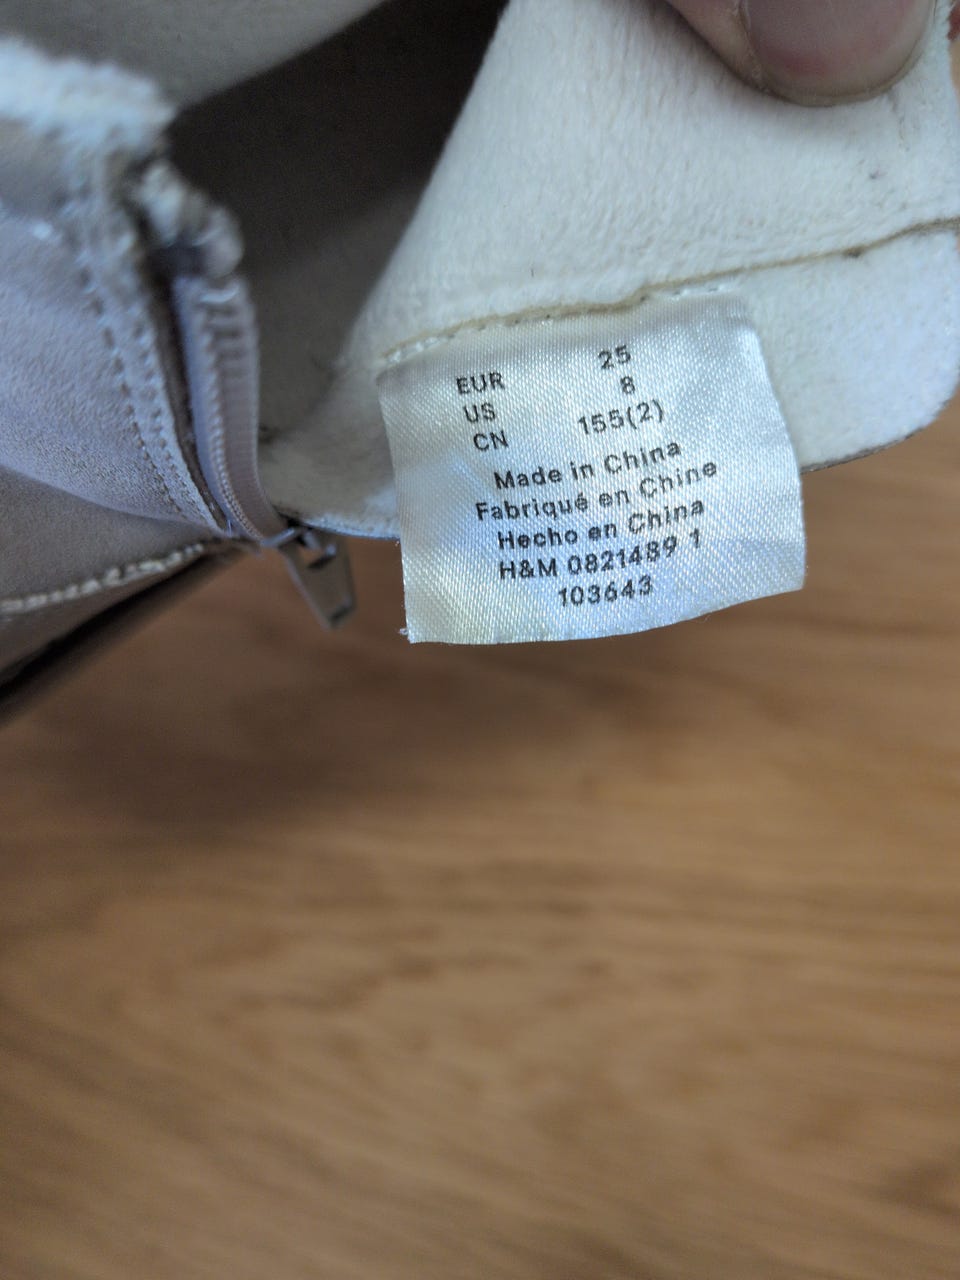 EUR 25
US 8
CN 155(2)
Made in China
Fabriqué en Chine
Hecho en China
H&M 0821489 1
103643